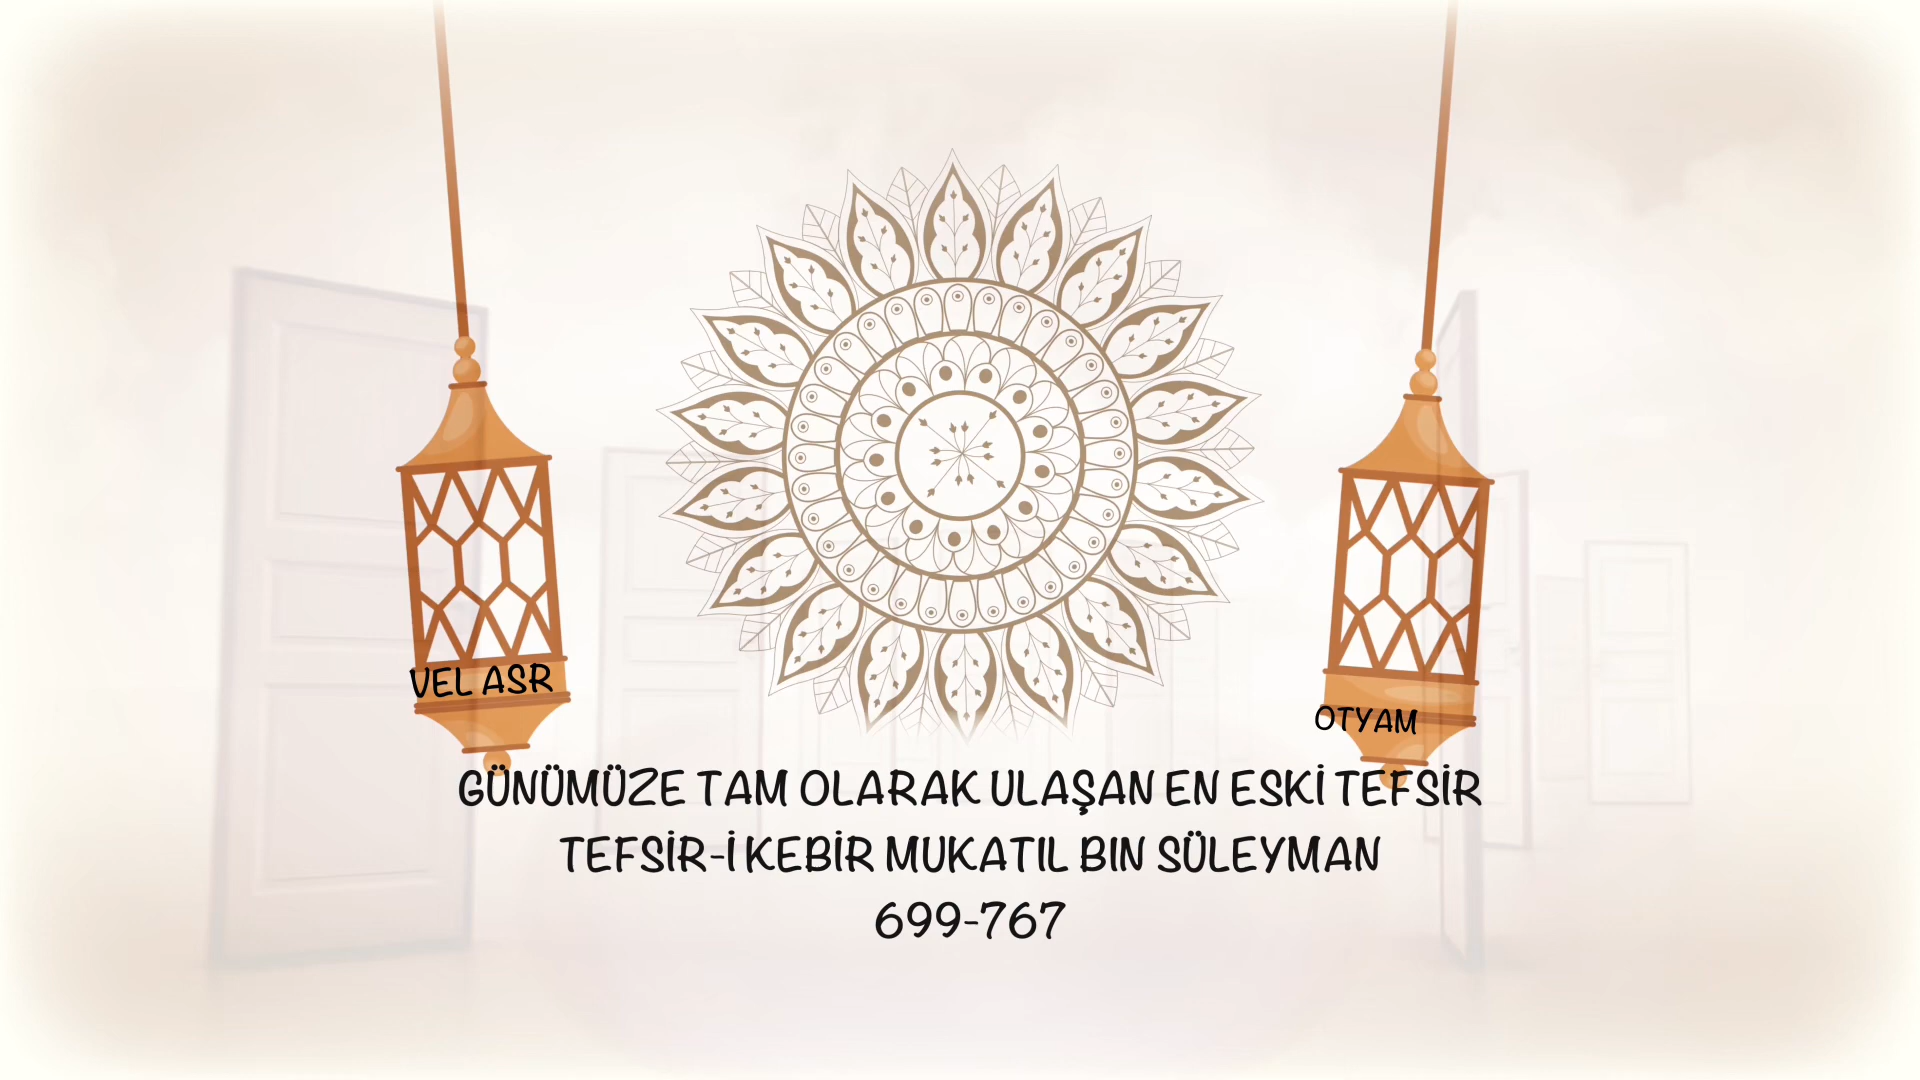 VEL ASR
OTYAM
GÜNÜMÜZE TAM OLARAK ULAŞAN EN ESKİ TEFSİR
TEFSİR-İ KEBİR MUKATIL BIN SÜLEYMAN
699-767